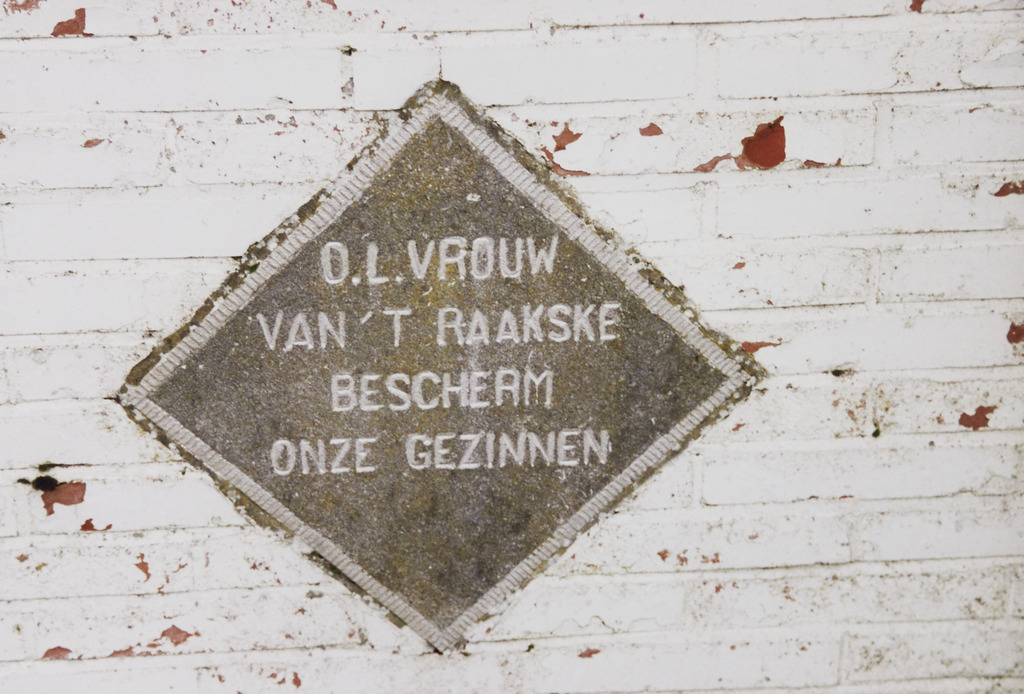 O.L.VROUW
VAN 'T RAAKSKE
BESCHERM
ONZE GEZINNEN